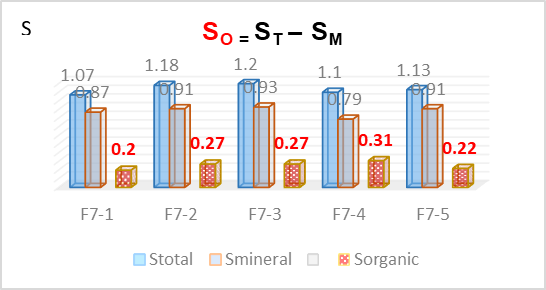 S
SO = ST – SM
1.07 0.87 0.2 1.18 0.91 0.27 1.2 0.93 0.27 1.1 0.79 0.31 1.13 0.91 0.22
F7-1 F7-2 F7-3 F7-4 F7-5
Stotal Smineral Sorganic